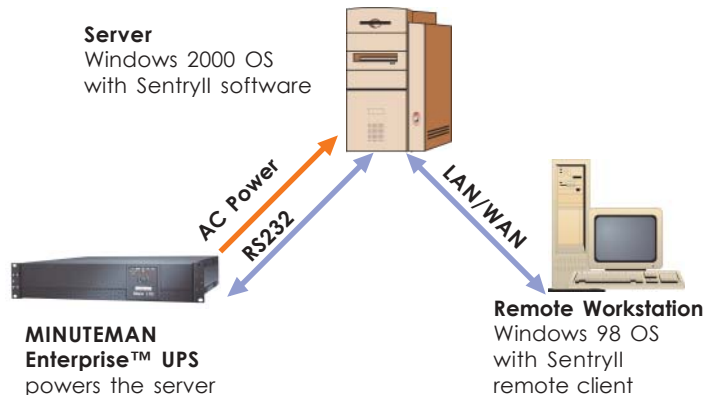 Server
Windows 2000 OS
with SentryII software
AC Power
RS232
LAN/WAN
MINUTEMAN
Enterprise™ UPS
powers the server
Remote Workstation
Windows 98 OS
with SentryII
remote client